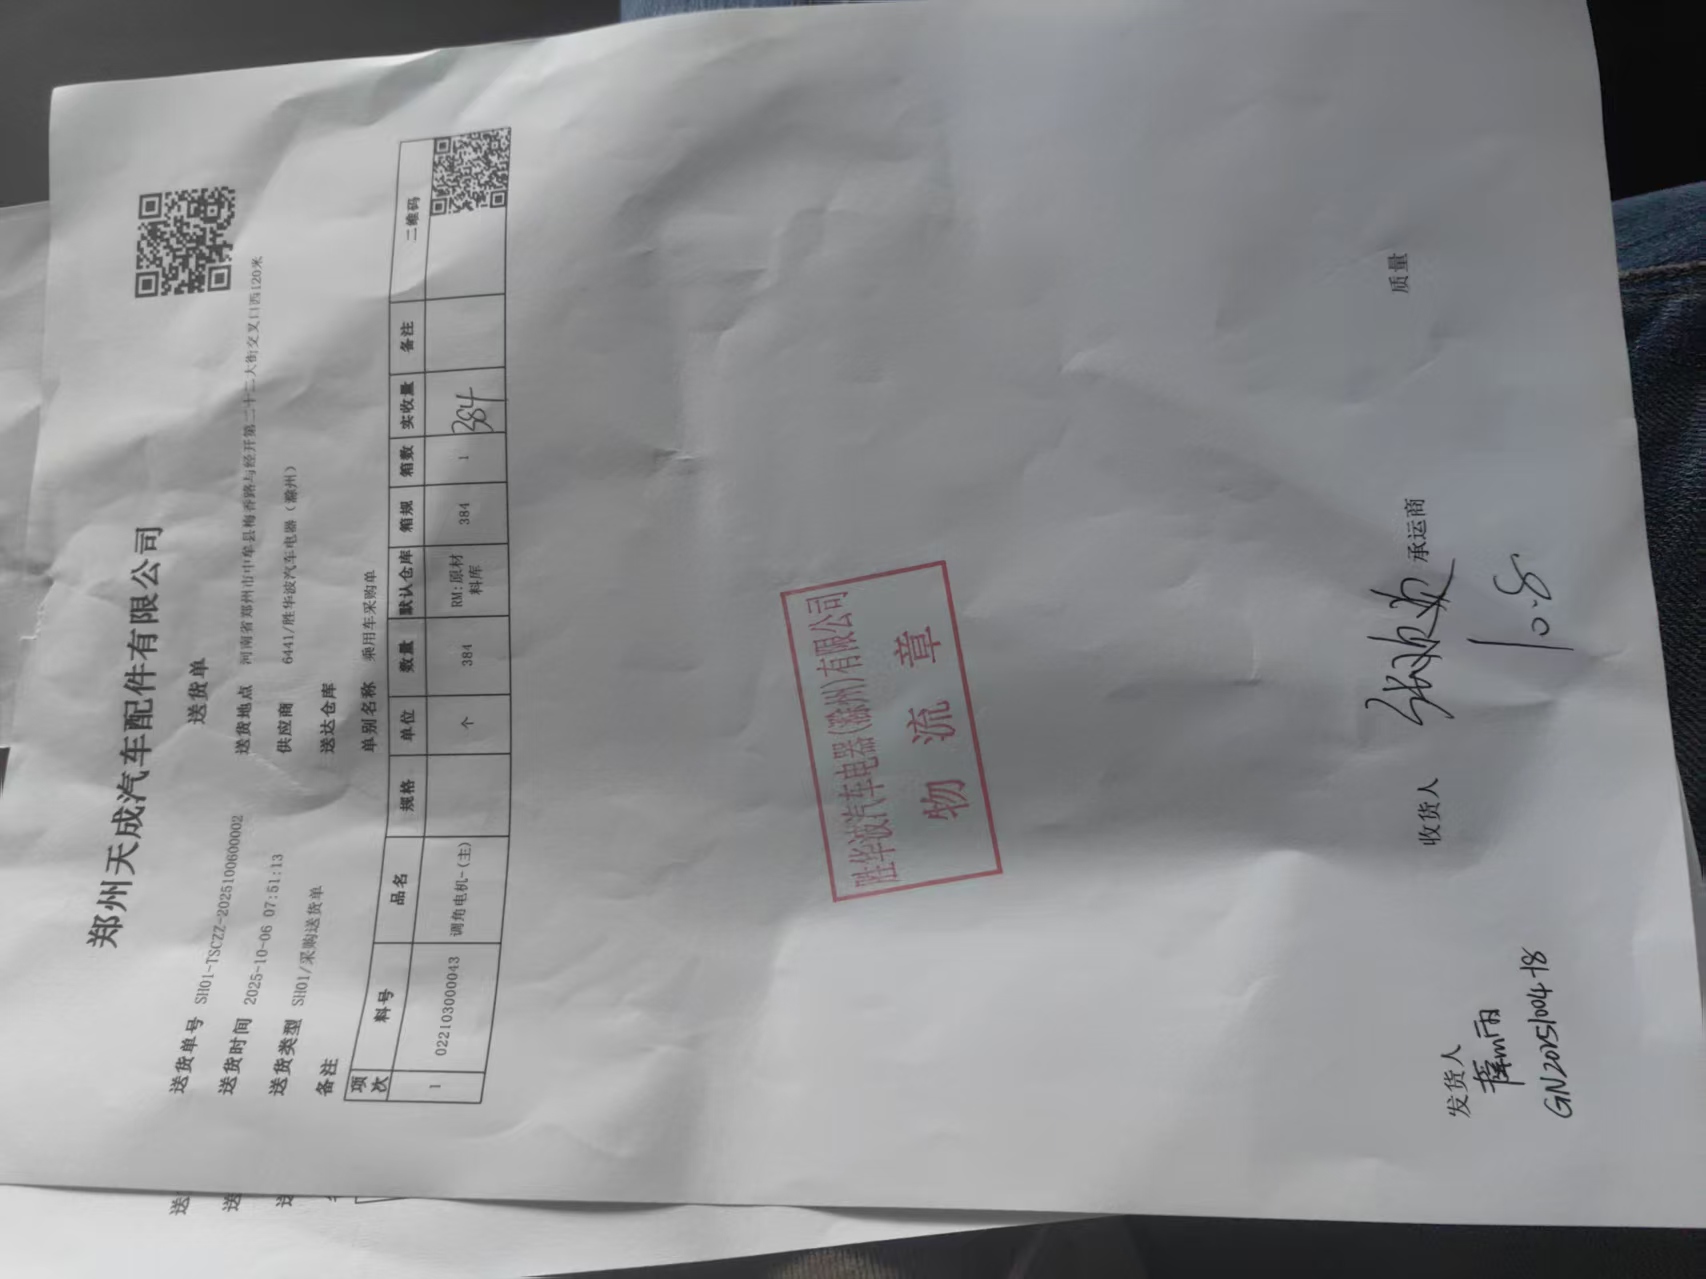 郑州天成汽车配件有限公司
送货单
送货单号 SH01-TSCZZ-20251006000002
送货地点 河南省郑州市中牟县梅香路与经开第二十二大街交叉口西120米
送货时间 2025-10-06 07:51:13
供应商 6441/胜华波汽车电器（滁州）
送货类型 SH01/采购送货单
送达仓库
备注
单别名称 乘用车采购单
项次 料号 品名 规格 单位 数量 默认仓库 箱规 箱数 实收量 备注 二维码
1 022103000043 调角电机-(主) 个 384 RM:原材料库 384 1 384
胜华波汽车电器(滁州)有限公司
物流章
发货人
收货人
承运商
质量
10.8
GN20251004-18
送
送
送